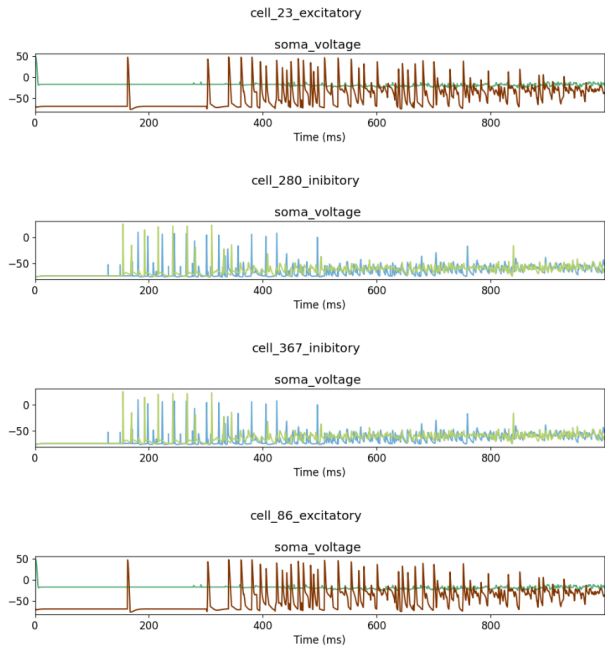 cell_23_excitatory
soma_voltage
50
0
−50
0 200 400 600 800
Time (ms)
cell_280_inibitory
soma_voltage
0
−50
0 200 400 600 800
Time (ms)
cell_367_inibitory
soma_voltage
0
−50
0 200 400 600 800
Time (ms)
cell_86_excitatory
soma_voltage
50
0
−50
0 200 400 600 800
Time (ms)